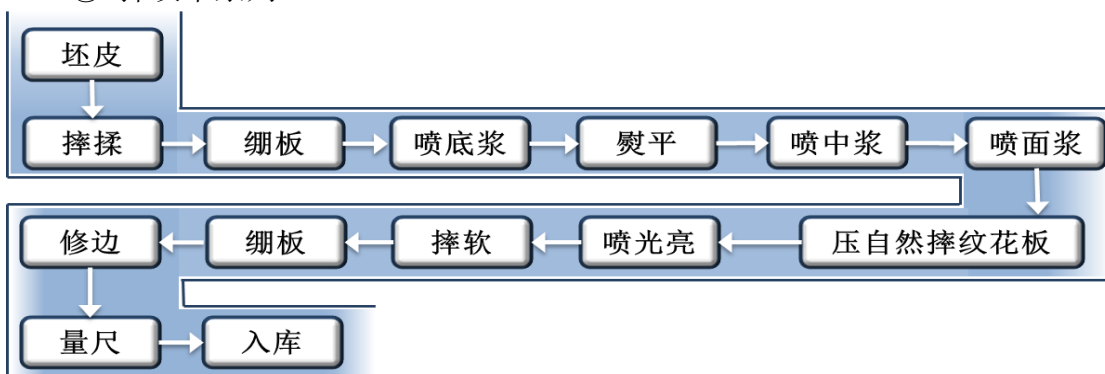 坯皮
摔揉 绷板 喷底浆 熨平 喷中浆 喷面浆
压自然摔纹花板 喷光亮 摔软 绷板 修边
量尺 入库